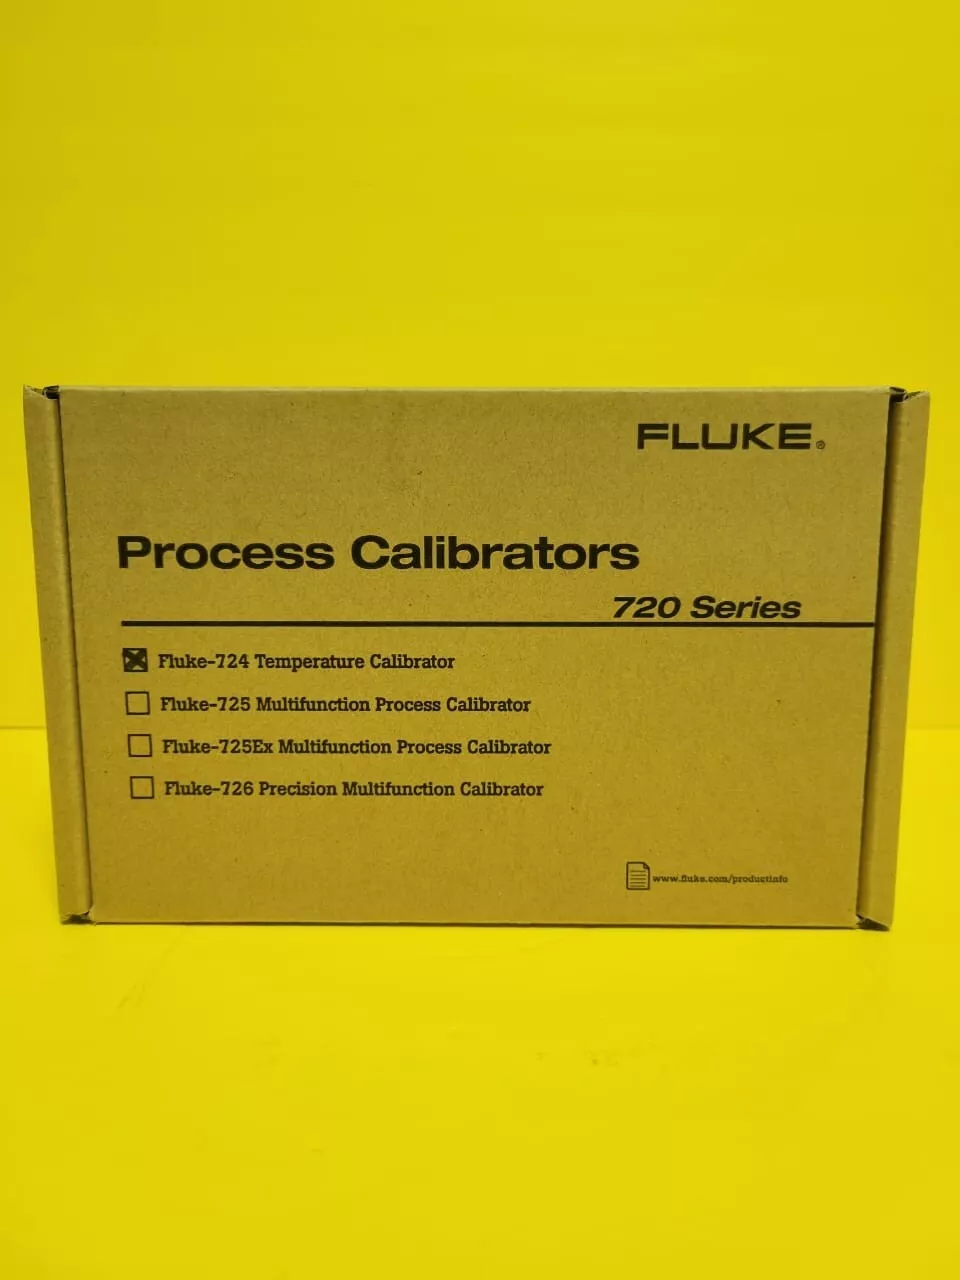 FLUKE®
Process Calibrators
720 Series
Fluke-724 Temperature Calibrator
Fluke-725 Multifunction Process Calibrator
Fluke-725Ex Multifunction Process Calibrator
Fluke-726 Precision Multifunction Calibrator
www.fluke.com/productinfo